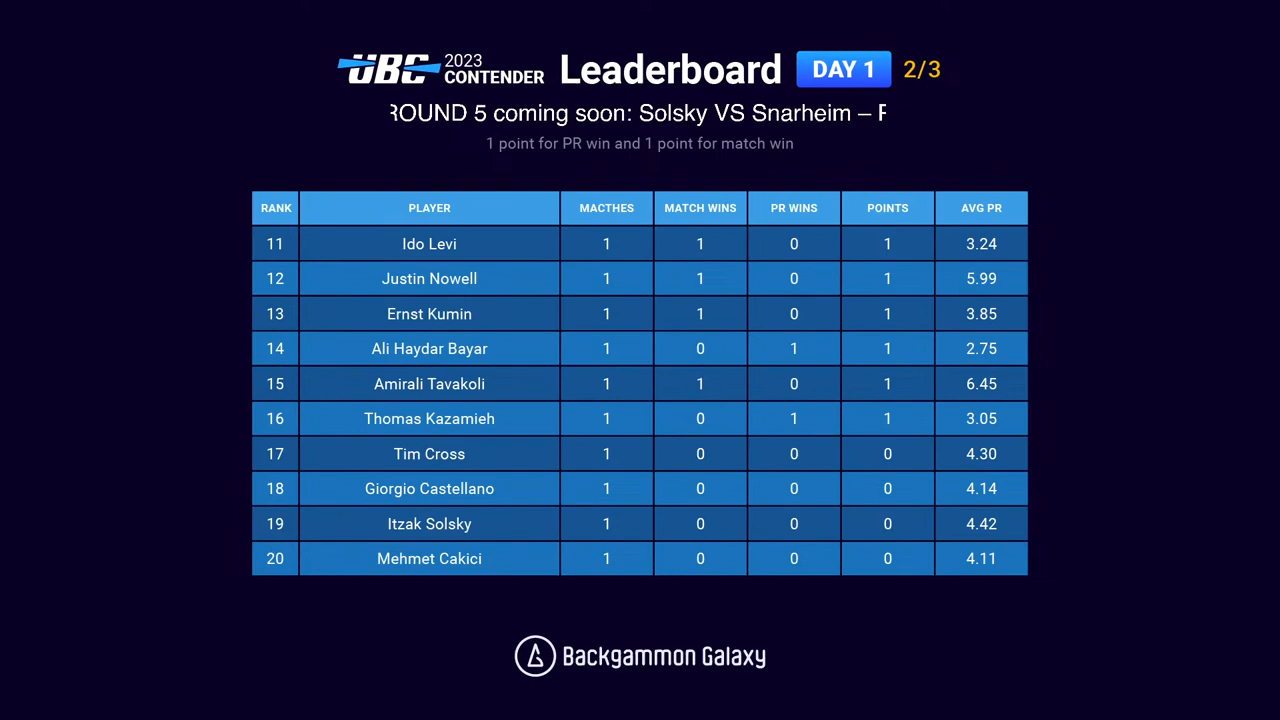 UBC 2023 CONTENDER Leaderboard DAY 1 2/3
ROUND 5 coming soon: Solsky VS Snarheim –
1 point for PR win and 1 point for match win
RANK PLAYER MACTHES MATCH WINS PR WINS POINTS AVG PR
11 Ido Levi 1 1 0 1 3.24
12 Justin Nowell 1 1 0 1 5.99
13 Ernst Kumin 1 1 0 1 3.85
14 Ali Haydar Bayar 1 0 1 1 2.75
15 Amirali Tavakoli 1 1 0 1 6.45
16 Thomas Kazamieh 1 0 1 1 3.05
17 Tim Cross 1 0 0 0 4.30
18 Giorgio Castellano 1 0 0 0 4.14
19 Itzak Solsky 1 0 0 0 4.42
20 Mehmet Cakici 1 0 0 0 4.11
Backgammon Galaxy